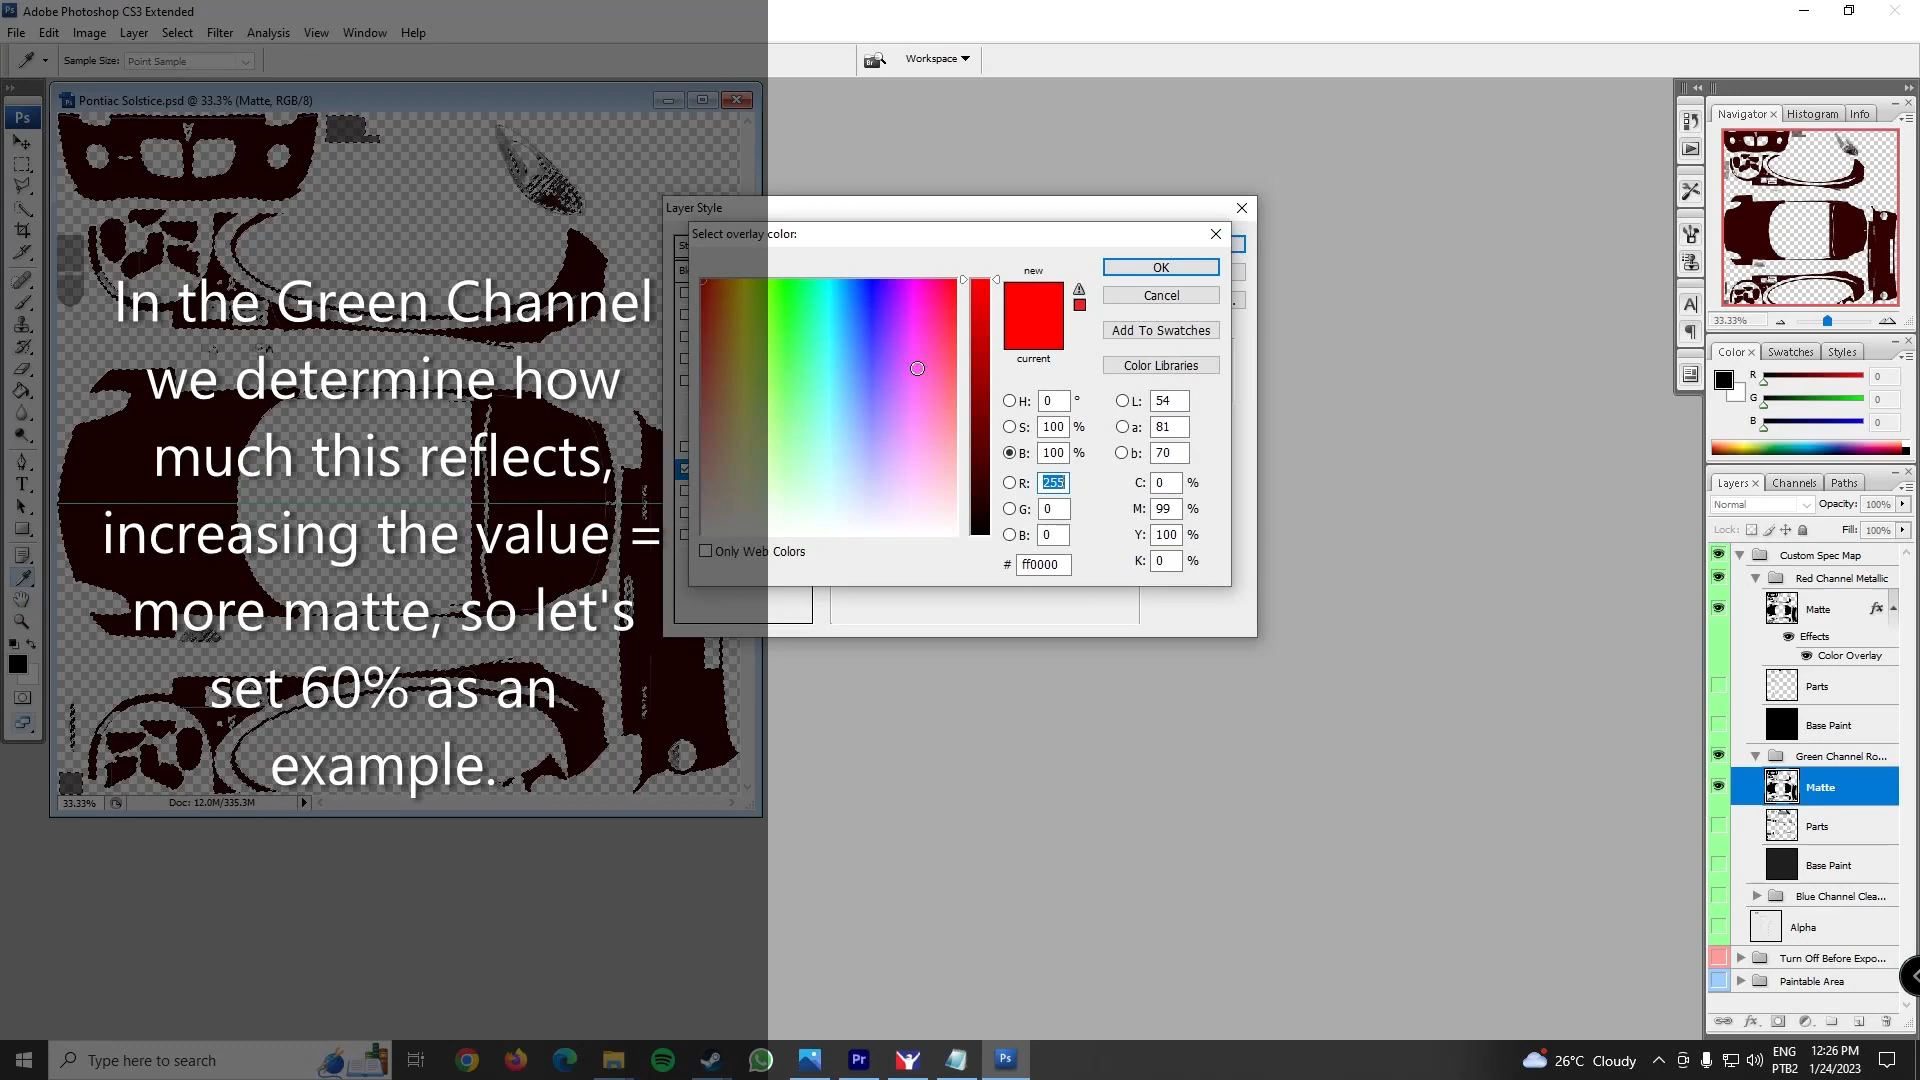 Adobe Photoshop CS3 Extended
File Edit Image Layer Select Filter Analysis View Window Help
Sample Size: Point Sample
Workspace
Pontiac Solstice.psd @ 33.3% (Matte, RGB/8)
Ps
In the Green Channel
we determine how
much this reflects,
increasing the value =
more matte, so let's
set 60% as an
example.
33.33% Doc: 12.0M/335.3M
Layer Style
Select overlay color:
new
current
OK
Cancel
Add To Swatches
Color Libraries
H: 0 °
S: 100 %
B: 100 %
R: 255
G: 0
B: 0
# ff0000
L: 54
a: 81
b: 70
C: 0 %
M: 99 %
Y: 100 %
K: 0 %
Only Web Colors
Navigator Histogram Info
33.33%
Color Swatches Styles
R 0
G 0
B 0
Layers Channels Paths
Normal Opacity: 100%
Lock: Fill: 100%
Custom Spec Map
Red Channel Metallic
Matte fx
Effects
Color Overlay
Parts
Base Paint
Green Channel Ro...
Matte
Parts
Base Paint
Blue Channel Clea...
Alpha
Turn Off Before Expo...
Paintable Area
Type here to search
Pr
Ps
26°C Cloudy
ENG
PTB2
12:26 PM
1/24/2023